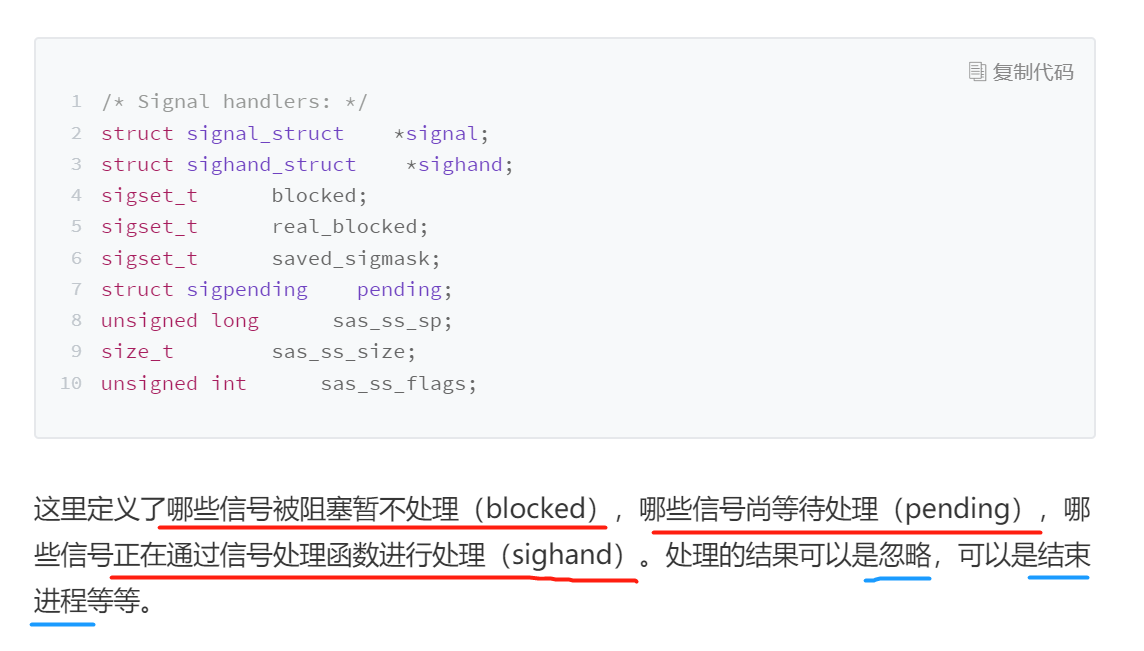 复制代码
1 /* Signal handlers: */
2 struct signal_struct    *signal;
3 struct sighand_struct    *sighand;
4 sigset_t      blocked;
5 sigset_t      real_blocked;
6 sigset_t      saved_sigmask;
7 struct sigpending    pending;
8 unsigned long      sas_ss_sp;
9 size_t        sas_ss_size;
10 unsigned int      sas_ss_flags;
这里定义了哪些信号被阻塞暂不处理（blocked），哪些信号尚等待处理（pending），哪
些信号正在通过信号处理函数进行处理（sighand）。处理的结果可以是忽略，可以是结束
进程等等。